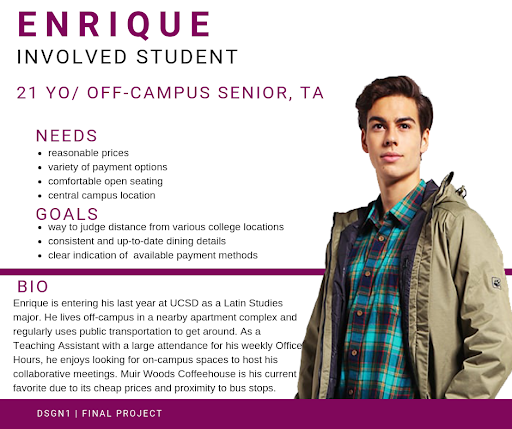 ENRIQUE
INVOLVED STUDENT
21 YO/ OFF-CAMPUS SENIOR, TA
NEEDS
• reasonable prices
• variety of payment options
• comfortable open seating
• central campus location
GOALS
• way to judge distance from various college locations
• consistent and up-to-date dining details
• clear indication of available payment methods
BIO
Enrique is entering his last year at UCSD as a Latin Studies
major. He lives off-campus in a nearby apartment complex and
regularly uses public transportation to get around. As a
Teaching Assistant with a large attendance for his weekly Office
Hours, he enjoys looking for on-campus spaces to host his
collaborative meetings. Muir Woods Coffeehouse is his current
favorite due to its cheap prices and proximity to bus stops.
DSGN1 | FINAL PROJECT